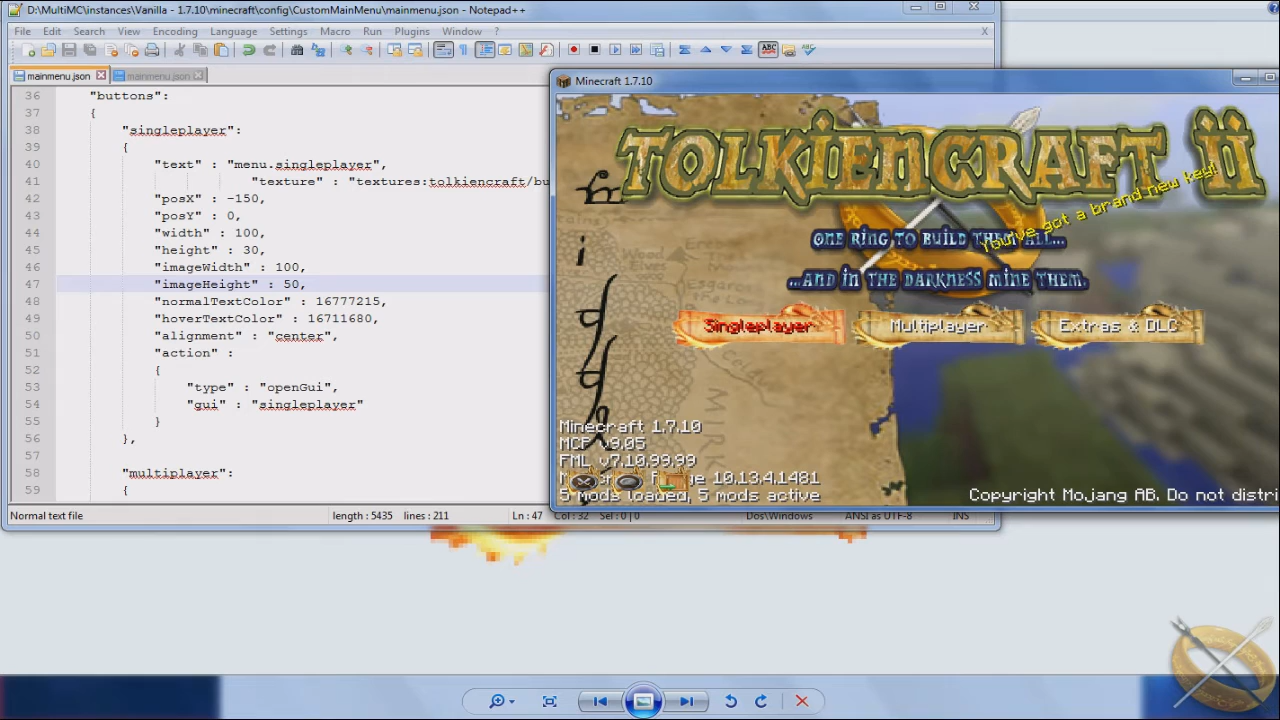 D:\MultiMC\instances\Vanilla - 1.7.10\minecraft\config\CustomMainMenu\mainmenu.json - Notepad++
File Edit Search View Encoding Language Settings Macro Run Plugins Window ? X
mainmenu.json mainmenu.json
36 "buttons":
37 {
38 "singleplayer":
39 {
40 "text" : "menu.singleplayer",
41 "texture" : "textures:tolkiencraft/bu
42 "posX" : -150,
43 "posY" : 0,
44 "width" : 100,
45 "height" : 30,
46 "imageWidth" : 100,
47 "imageHeight" : 50,
48 "normalTextColor" : 16777215,
49 "hoverTextColor" : 16711680,
50 "alignment" : "center",
51 "action" :
52 {
53 "type" : "openGui",
54 "gui" : "singleplayer"
55 }
56 },
57
58 "multiplayer":
59 {
Normal text file length : 5435 lines : 211 Ln : 47 Col : 32 Sel : 0 | 0 Dos\Windows ANSI as UTF-8 INS
Minecraft 1.7.10
TOLKIENCRAFT ii
You've got a brand new key!
ONE RING TO BUILD THEM ALL...
...AND IN THE DARKNESS MINE THEM.
Singleplayer Multiplayer Extras & DLC
Minecraft 1.7.10
MCP v9.05
FML v7.10.99.99
10.13.4.1481
5 mods loaded, 5 mods active
Copyright Mojang AB. Do not distri